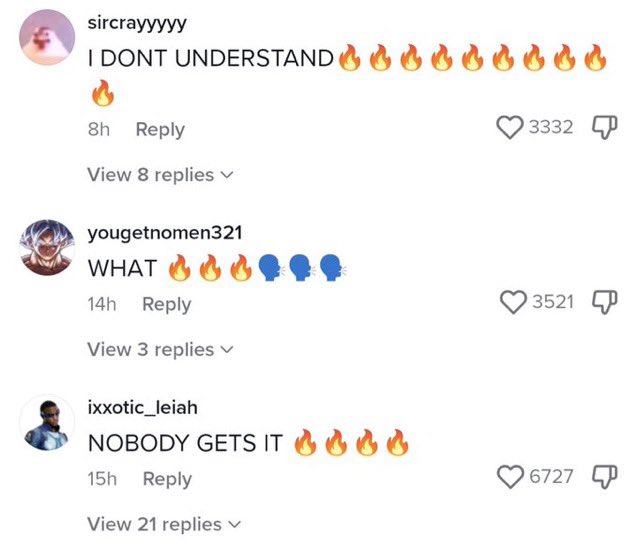 sircrayyyyy
I DONT UNDERSTAND🔥🔥🔥🔥🔥🔥🔥🔥🔥
🔥
8h Reply 3332
View 8 replies
yougetnomen321
WHAT 🔥🔥🔥🗣🗣🗣
14h Reply 3521
View 3 replies
ixxotic_leiah
NOBODY GETS IT 🔥🔥🔥🔥
15h Reply 6727
View 21 replies